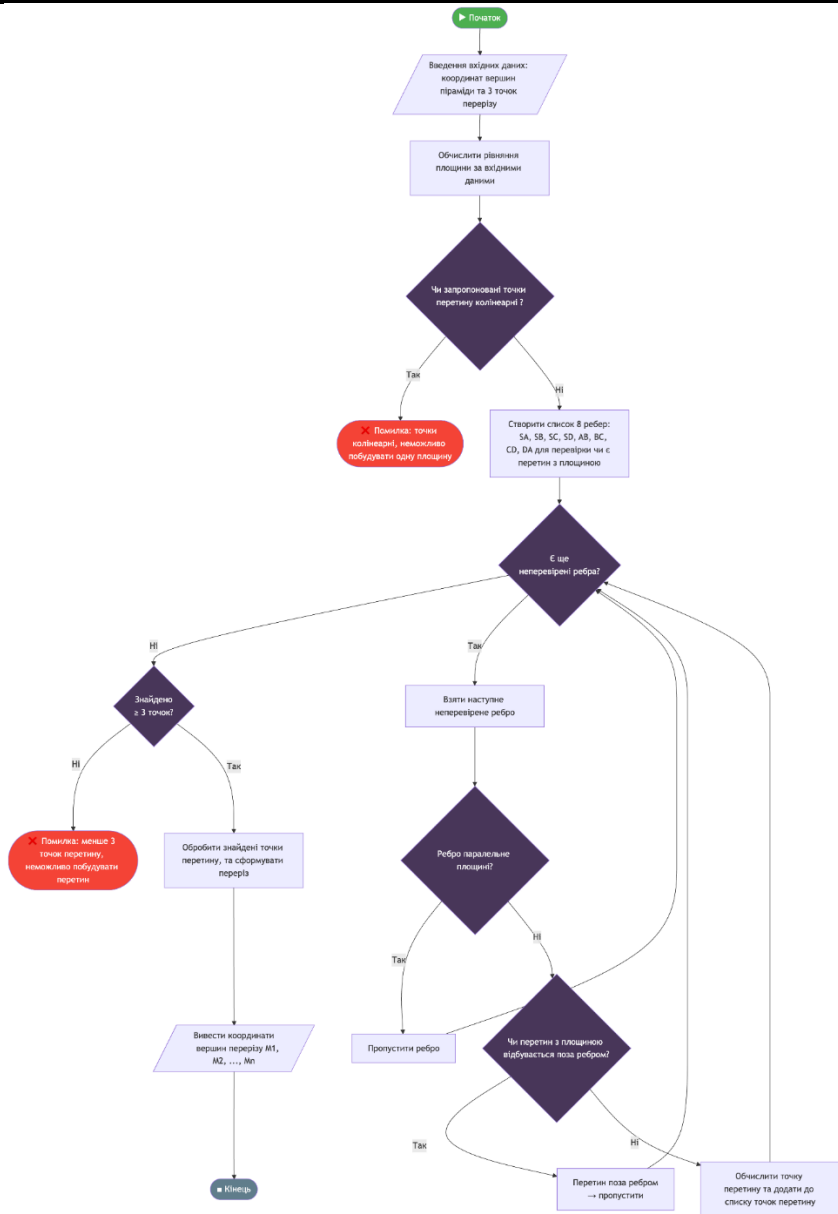 ▶ Початок
Введення вхідних даних:
координат вершин
піраміди та 3 точок
перерізу
Обчислити рівняння
площини за вхідними
даними
Чи запропоновані точки
перетину колінеарні ?
Так
Ні
❌ Помилка: точки
колінеарні, неможливо
побудувати одну площину
Створити список 8 ребер:
SA, SB, SC, SD, AB, BC,
CD, DA для перевірки чи є
перетин з площиною
Є ще
неперевірені ребра?
Ні
Так
Знайдено
≥ 3 точок?
Взяти наступне
неперевірене ребро
Ні
Так
❌ Помилка: менше 3
точок перетину,
неможливо побудувати
перетин
Обробити знайдені точки
перетину, та сформувати
переріз
Ребро паралельне
площині?
Так
Ні
Вивести координати
вершин перерізу M1,
M2, ..., Mn
Пропустити ребро
Чи перетин з площиною
відбувається поза ребром?
Так
Ні
■ Кінець
Перетин поза ребром
→ пропустити
Обчислити точку
перетину та додати до
списку точок перетину